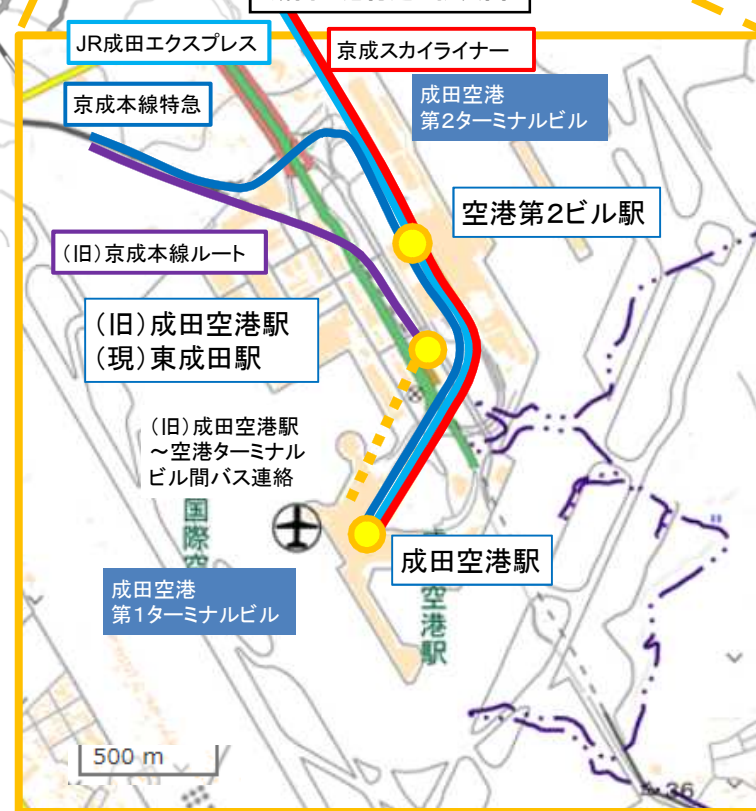 JR成田エクスプレス
京成スカイライナー
京成本線特急
成田空港
第2ターミナルビル
空港第2ビル駅
(旧)京成本線ルート
(旧)成田空港駅
(現)東成田駅
(旧)成田空港駅
～空港ターミナル
ビル間バス連絡
国際空
成田空港駅
成田空港
第1ターミナルビル
空港駅
500 m
36